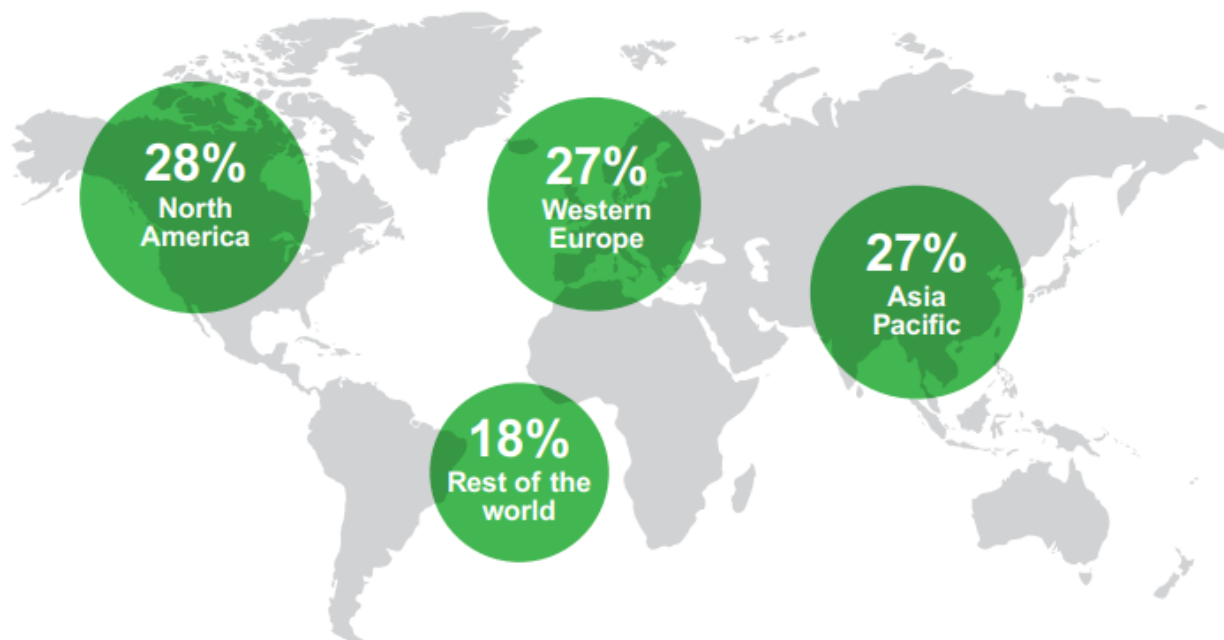 28%
North
America
27%
Western
Europe
27%
Asia
Pacific
18%
Rest of the
world